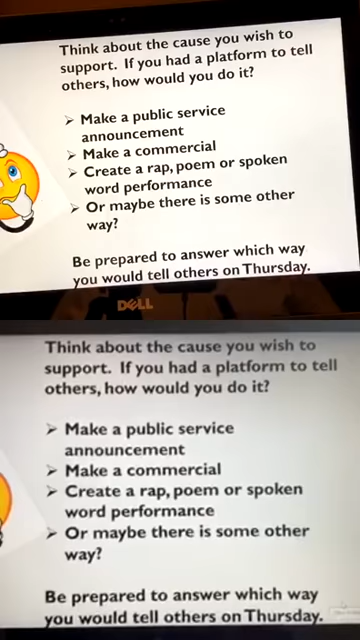 Think about the cause you wish to
support. If you had a platform to tell
others, how would you do it?
➢ Make a public service
announcement
➢ Make a commercial
➢ Create a rap, poem or spoken
word performance
➢ Or maybe there is some other
way?
Be prepared to answer which way
you would tell others on Thursday.
DELL
Think about the cause you wish to
support. If you had a platform to tell
others, how would you do it?
➢ Make a public service
announcement
➢ Make a commercial
➢ Create a rap, poem or spoken
word performance
➢ Or maybe there is some other
way?
Be prepared to answer which way
you would tell others on Thursday.